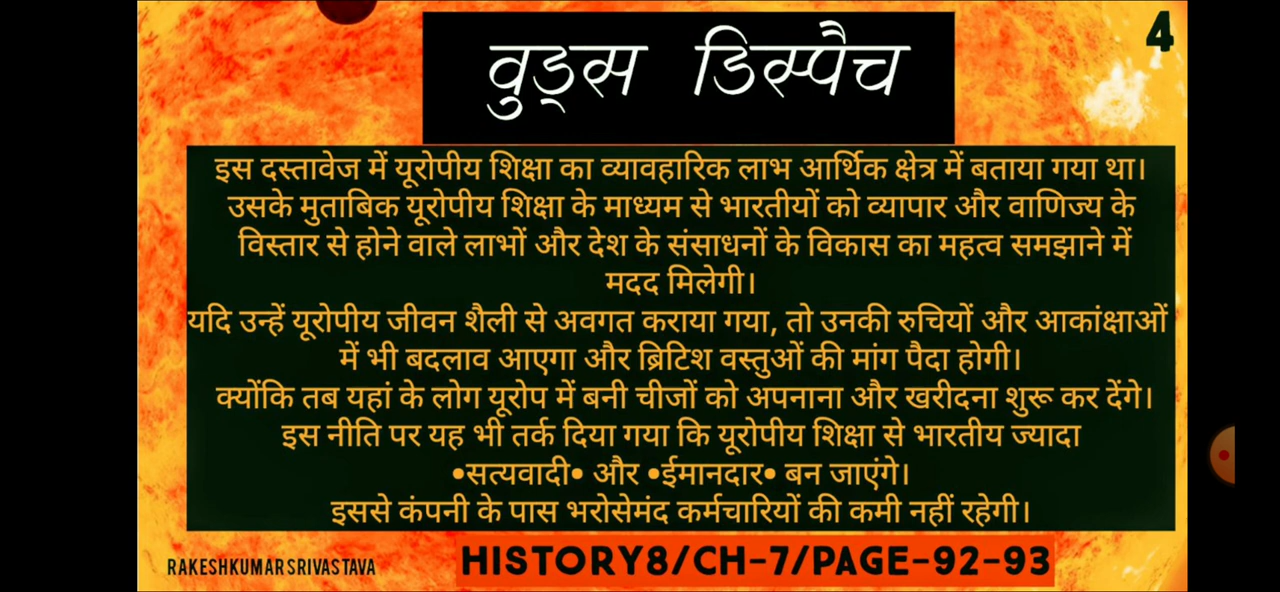 4
वुड्स डिस्पैच
इस दस्तावेज में यूरोपीय शिक्षा का व्यावहारिक लाभ आर्थिक क्षेत्र में बताया गया था।
उसके मुताबिक यूरोपीय शिक्षा के माध्यम से भारतीयों को व्यापार और वाणिज्य के
विस्तार से होने वाले लाभों और देश के संसाधनों के विकास का महत्व समझाने में
मदद मिलेगी।
यदि उन्हें यूरोपीय जीवन शैली से अवगत कराया गया, तो उनकी रुचियों और आकांक्षाओं
में भी बदलाव आएगा और ब्रिटिश वस्तुओं की मांग पैदा होगी।
क्योंकि तब यहां के लोग यूरोप में बनी चीजों को अपनाना और खरीदना शुरू कर देंगे।
इस नीति पर यह भी तर्क दिया गया कि यूरोपीय शिक्षा से भारतीय ज्यादा
•सत्यवादी• और •ईमानदार• बन जाएंगे।
इससे कंपनी के पास भरोसेमंद कर्मचारियों की कमी नहीं रहेगी।
RAKESHKUMAR SRIVASTAVA
HISTORY8/CH-7/PAGE-92-93